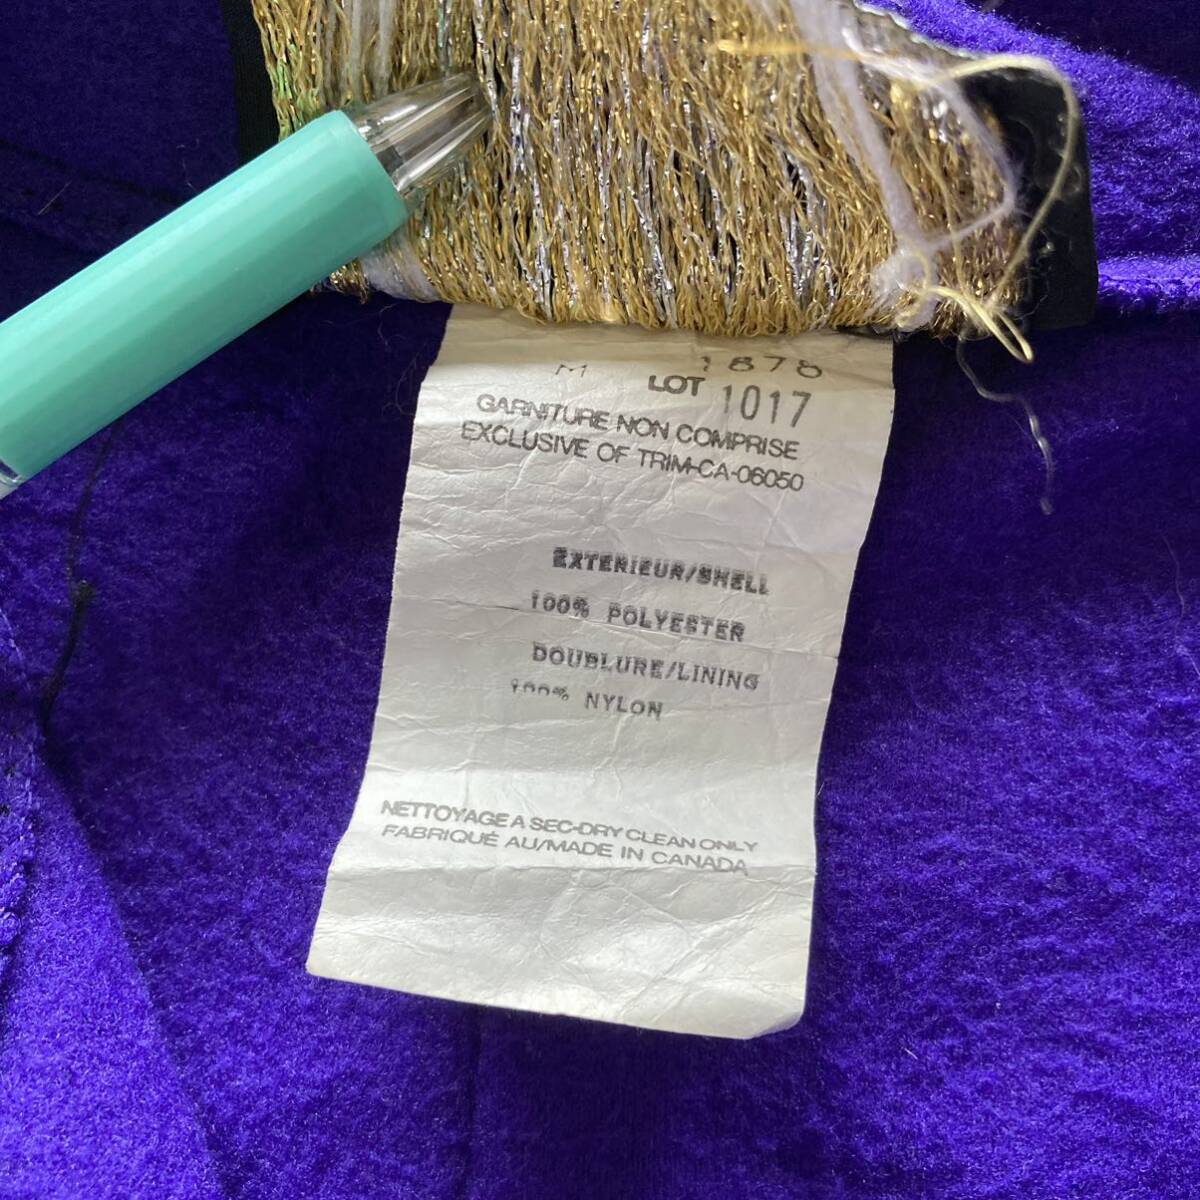 M 1878
LOT 1017
GARNITURE NON COMPRISE
EXCLUSIVE OF TRIM-CA-06050
EXTERIEUR/SHELL
100% POLYESTER
DOUBLURE/LINING
100% NYLON
NETTOYAGE A SEC-DRY CLEAN ONLY
FABRIQUÉ AU/MADE IN CANADA